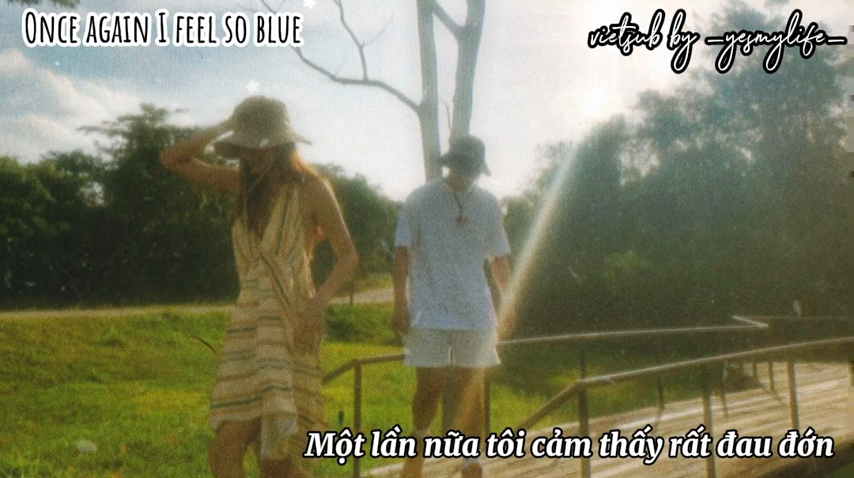 Once again I feel so blue
vietsub by _yesmylife_
Một lần nữa tôi cảm thấy rất đau đớn